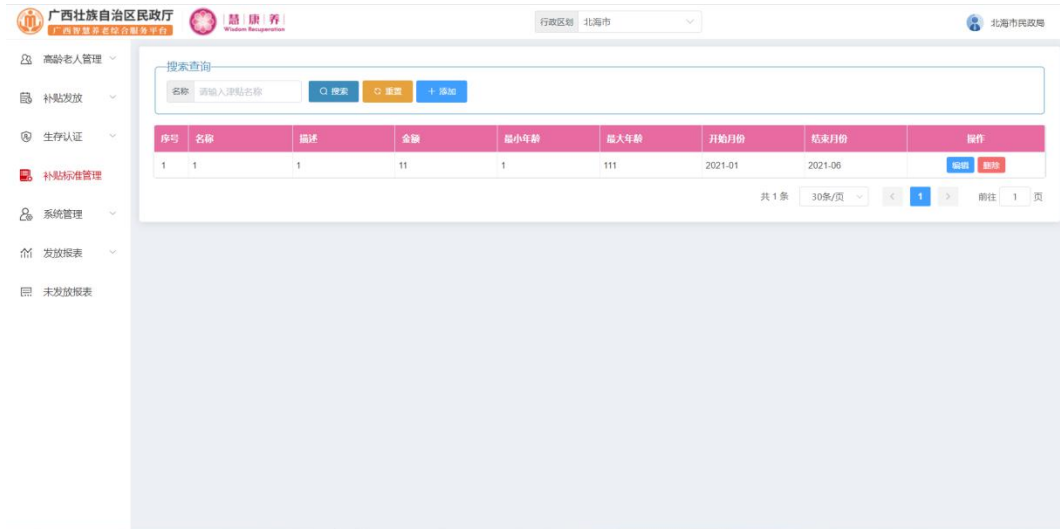 广西壮族自治区民政厅
广西智慧养老综合服务平台
慧 康 养
Wisdom Recuperation
行政区划 北海市
北海市民政局
高龄老人管理
补贴发放
生存认证
补贴标准管理
系统管理
发放报表
未发放报表
搜索查询
名称 请输入津贴名称 搜索 重置 添加
序号 名称 描述 金额 最小年龄 最大年龄 开始月份 结束月份 操作
1 1 1 11 1 111 2021-01 2021-06 编辑 删除
共 1 条 30条/页 < 1 > 前往 1 页